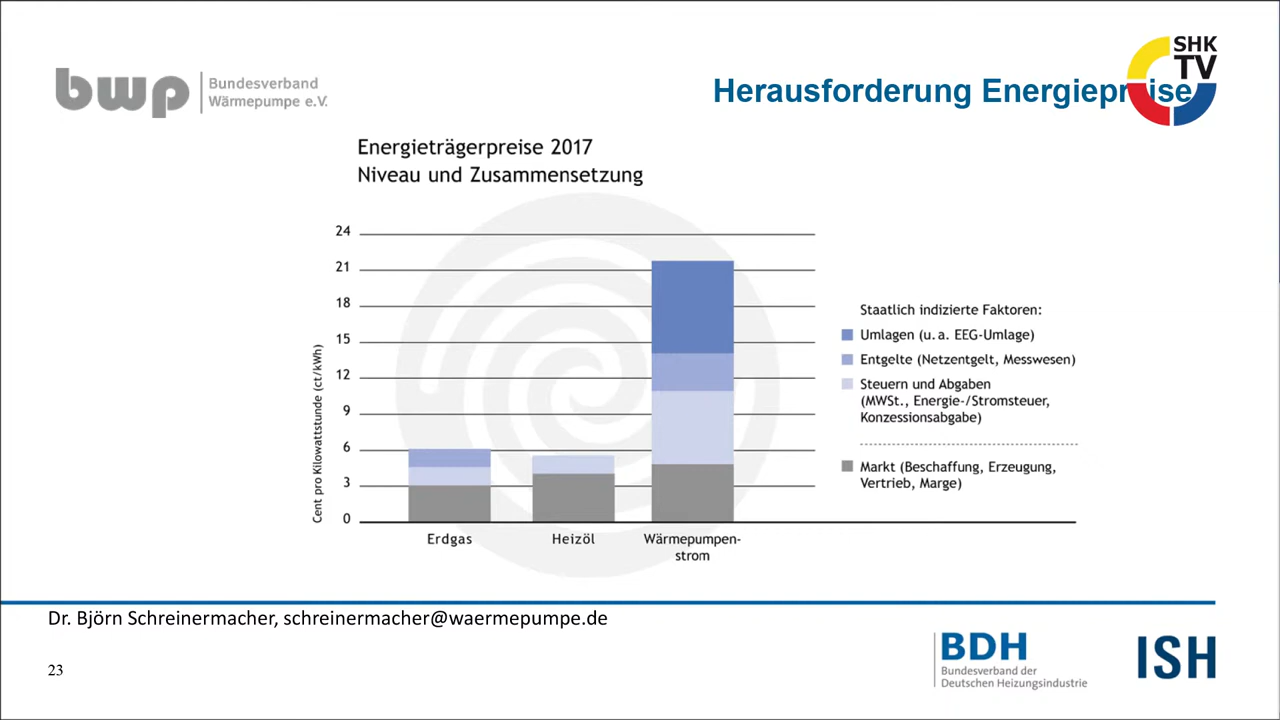 bwp
Bundesverband
Wärmepumpe e.V.
SHK
TV
Herausforderung Energiepreise
Energieträgerpreise 2017
Niveau und Zusammensetzung
Cent pro Kilowattstunde (ct/kWh)
24
21
18
15
12
9
6
3
0
Erdgas
Heizöl
Wärmepumpen-
strom
Staatlich indizierte Faktoren:
Umlagen (u. a. EEG-Umlage)
Entgelte (Netzentgelt, Messwesen)
Steuern und Abgaben
(MWSt., Energie-/Stromsteuer,
Konzessionsabgabe)
Markt (Beschaffung, Erzeugung,
Vertrieb, Marge)
Dr. Björn Schreinermacher, schreinermacher@waermepumpe.de
23
BDH
Bundesverband der
Deutschen Heizungsindustrie
ISH